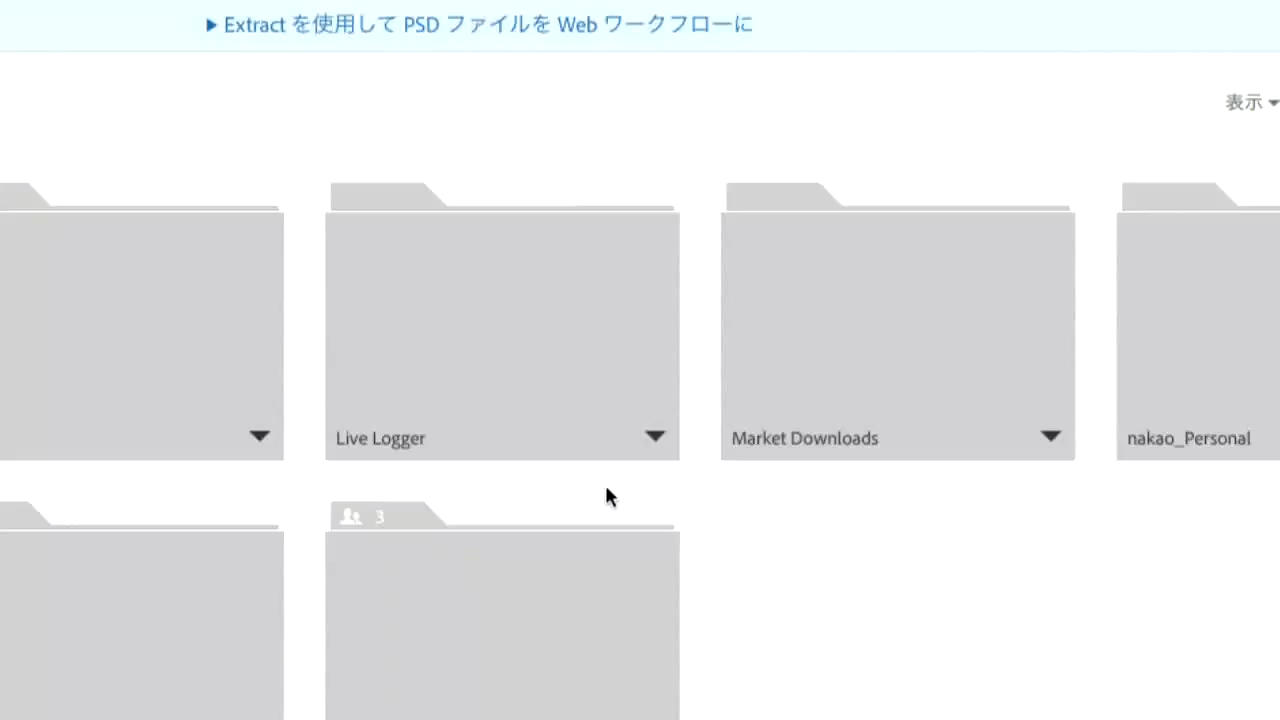 Extract を使用して PSD ファイルを Web ワークフローに
表示
Live Logger
Market Downloads
nakao_Personal
3